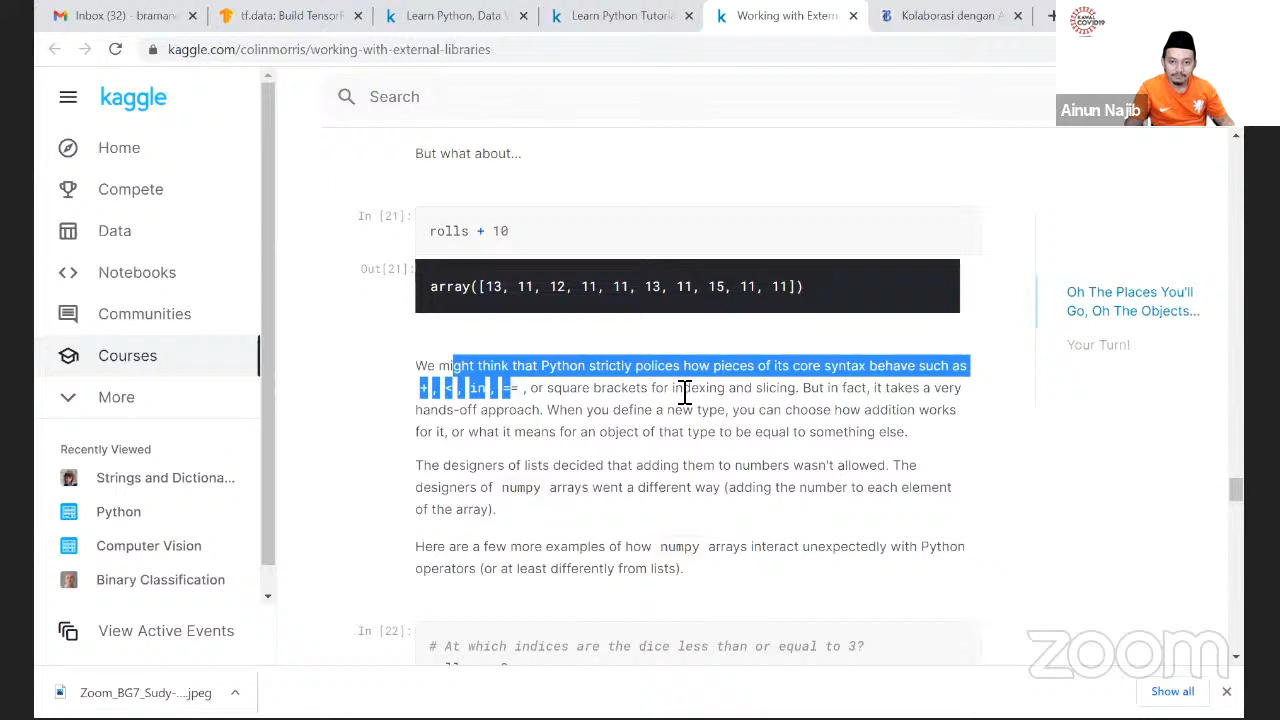 Inbox (32) - braman
tf.data: Build TensorF
Learn Python, Data V
Learn Python Tutoria
Working with Extern
Kolaborasi dengan A
kaggle.com/colinmorris/working-with-external-libraries
KAWAL COVID19
Ainun Najib
kaggle
Search
Home
Compete
Data
Notebooks
Communities
Courses
More
Recently Viewed
Strings and Dictiona...
Python
Computer Vision
Binary Classification
View Active Events
But what about...
In [21]:
rolls + 10
Out[21]:
array([13, 11, 12, 11, 11, 13, 11, 15, 11, 11])
We might think that Python strictly polices how pieces of its core syntax behave such as
+, <, in, ==, or square brackets for indexing and slicing. But in fact, it takes a very
hands-off approach. When you define a new type, you can choose how addition works
for it, or what it means for an object of that type to be equal to something else.
The designers of lists decided that adding them to numbers wasn't allowed. The
designers of numpy arrays went a different way (adding the number to each element
of the array).
Here are a few more examples of how numpy arrays interact unexpectedly with Python
operators (or at least differently from lists).
In [22]:
# At which indices are the dice less than or equal to 3?
Oh The Places You'll
Go, Oh The Objects...
Your Turn!
zoom
Zoom_BG7_Sudy-....jpeg
Show all